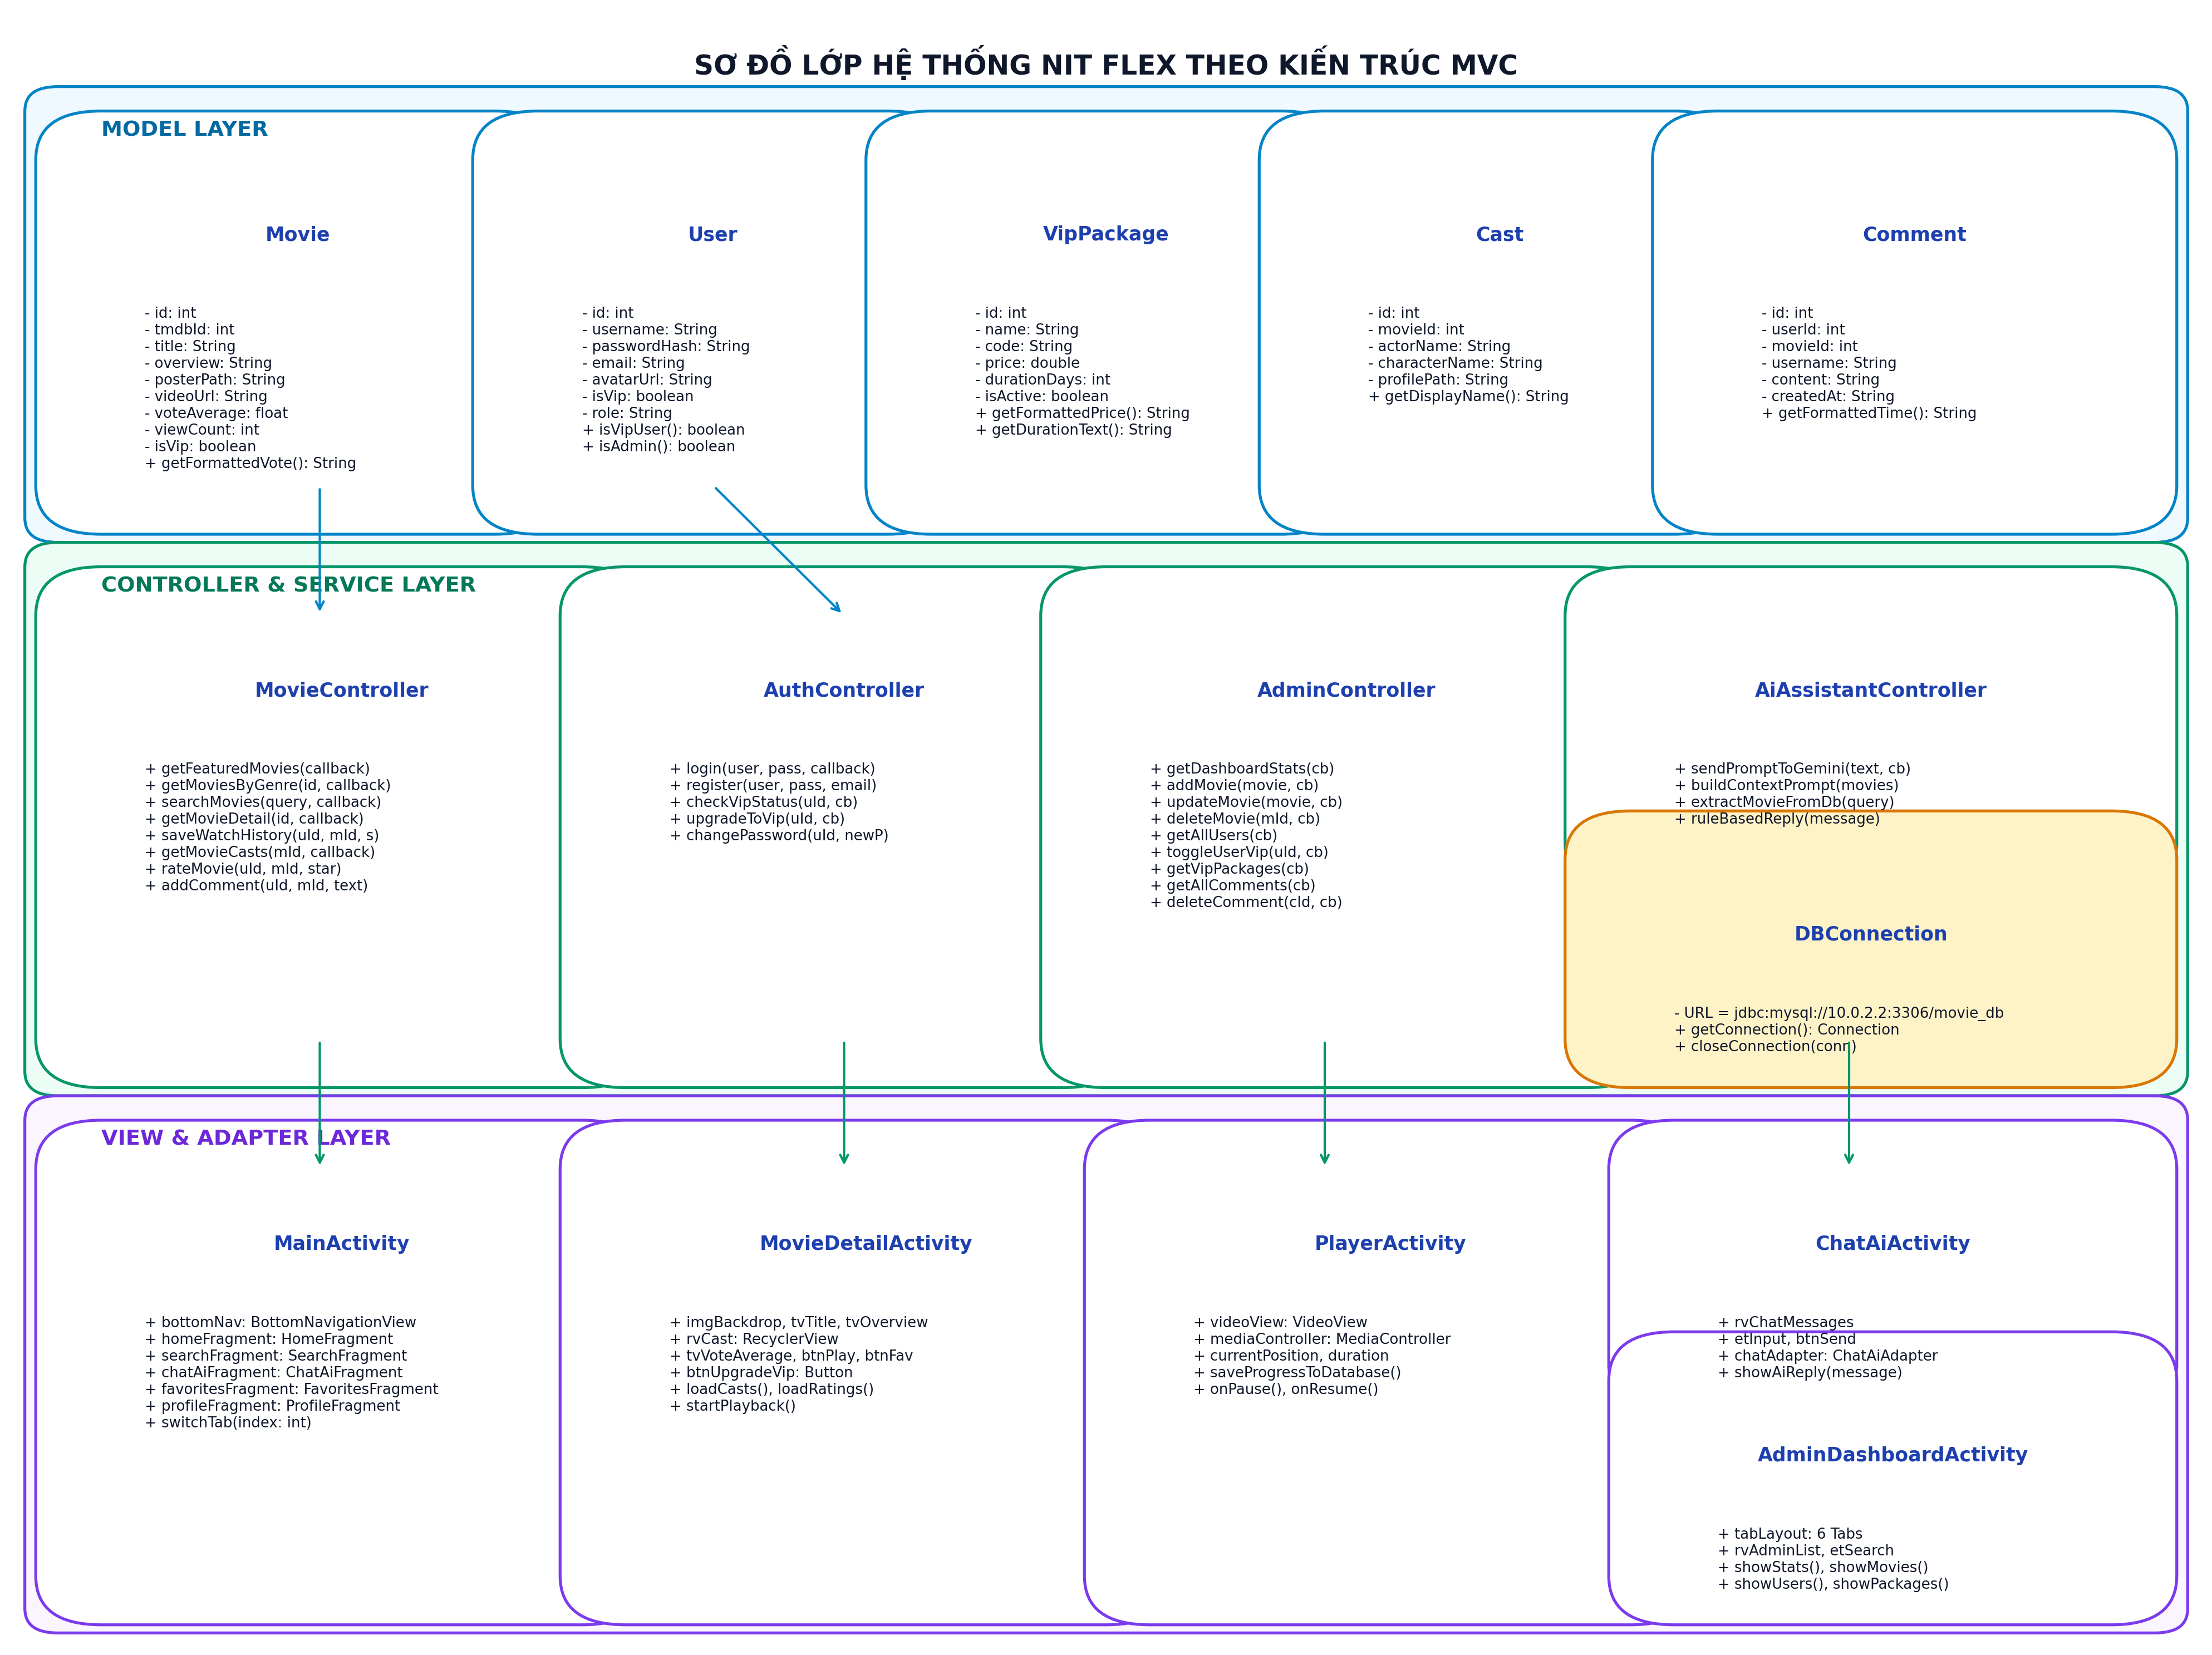 SƠ ĐỒ LỚP HỆ THỐNG NIT FLEX THEO KIẾN TRÚC MVC
MODEL LAYER
Movie
- id: int
- tmdbId: int
- title: String
- overview: String
- posterPath: String
- videoUrl: String
- voteAverage: float
- viewCount: int
- isVip: boolean
+ getFormattedVote(): String
User
- id: int
- username: String
- passwordHash: String
- email: String
- avatarUrl: String
- isVip: boolean
- role: String
+ isVipUser(): boolean
+ isAdmin(): boolean
VipPackage
- id: int
- name: String
- code: String
- price: double
- durationDays: int
- isActive: boolean
+ getFormattedPrice(): String
+ getDurationText(): String
Cast
- id: int
- movieId: int
- actorName: String
- characterName: String
- profilePath: String
+ getDisplayName(): String
Comment
- id: int
- userId: int
- movieId: int
- username: String
- content: String
- createdAt: String
+ getFormattedTime(): String
CONTROLLER & SERVICE LAYER
MovieController
+ getFeaturedMovies(callback)
+ getMoviesByGenre(id, callback)
+ searchMovies(query, callback)
+ getMovieDetail(id, callback)
+ saveWatchHistory(uId, mId, s)
+ getMovieCasts(mId, callback)
+ rateMovie(uId, mId, star)
+ addComment(uId, mId, text)
AuthController
+ login(user, pass, callback)
+ register(user, pass, email)
+ checkVipStatus(uId, cb)
+ upgradeToVip(uId, cb)
+ changePassword(uId, newP)
AdminController
+ getDashboardStats(cb)
+ addMovie(movie, cb)
+ updateMovie(movie, cb)
+ deleteMovie(mId, cb)
+ getAllUsers(cb)
+ toggleUserVip(uId, cb)
+ getVipPackages(cb)
+ getAllComments(cb)
+ deleteComment(cId, cb)
AiAssistantController
+ sendPromptToGemini(text, cb)
+ buildContextPrompt(movies)
+ extractMovieFromDb(query)
+ ruleBasedReply(message)
DBConnection
- URL = jdbc:mysql://10.0.2.2:3306/movie_db
+ getConnection(): Connection
+ closeConnection(conn)
VIEW & ADAPTER LAYER
MainActivity
+ bottomNav: BottomNavigationView
+ homeFragment: HomeFragment
+ searchFragment: SearchFragment
+ chatAiFragment: ChatAiFragment
+ favoritesFragment: FavoritesFragment
+ profileFragment: ProfileFragment
+ switchTab(index: int)
MovieDetailActivity
+ imgBackdrop, tvTitle, tvOverview
+ rvCast: RecyclerView
+ tvVoteAverage, btnPlay, btnFav
+ btnUpgradeVip: Button
+ loadCasts(), loadRatings()
+ startPlayback()
PlayerActivity
+ videoView: VideoView
+ mediaController: MediaController
+ currentPosition, duration
+ saveProgressToDatabase()
+ onPause(), onResume()
ChatAiActivity
+ rvChatMessages
+ etInput, btnSend
+ chatAdapter: ChatAiAdapter
+ showAiReply(message)
AdminDashboardActivity
+ tabLayout: 6 Tabs
+ rvAdminList, etSearch
+ showStats(), showMovies()
+ showUsers(), showPackages()